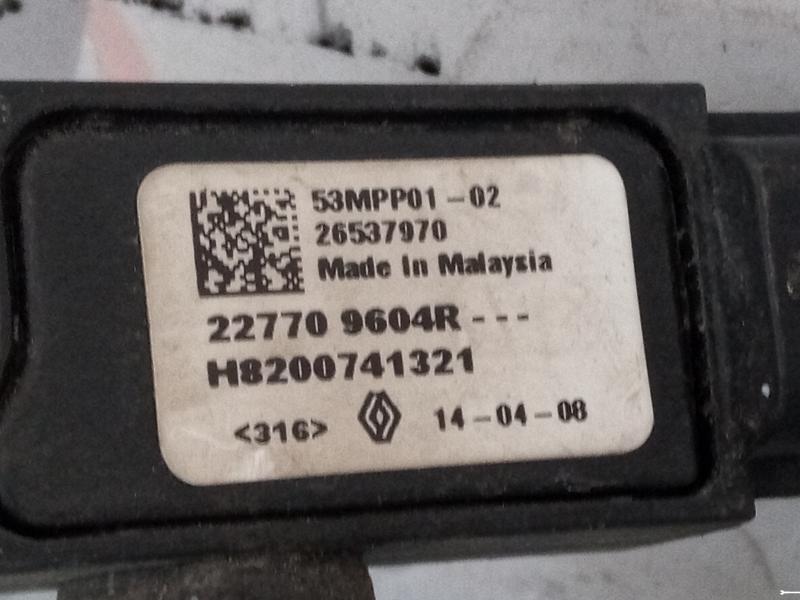 53MPP01-02
26537970
Made In Malaysia
22770 9604R---
H8200741321
<316> 14-04-08